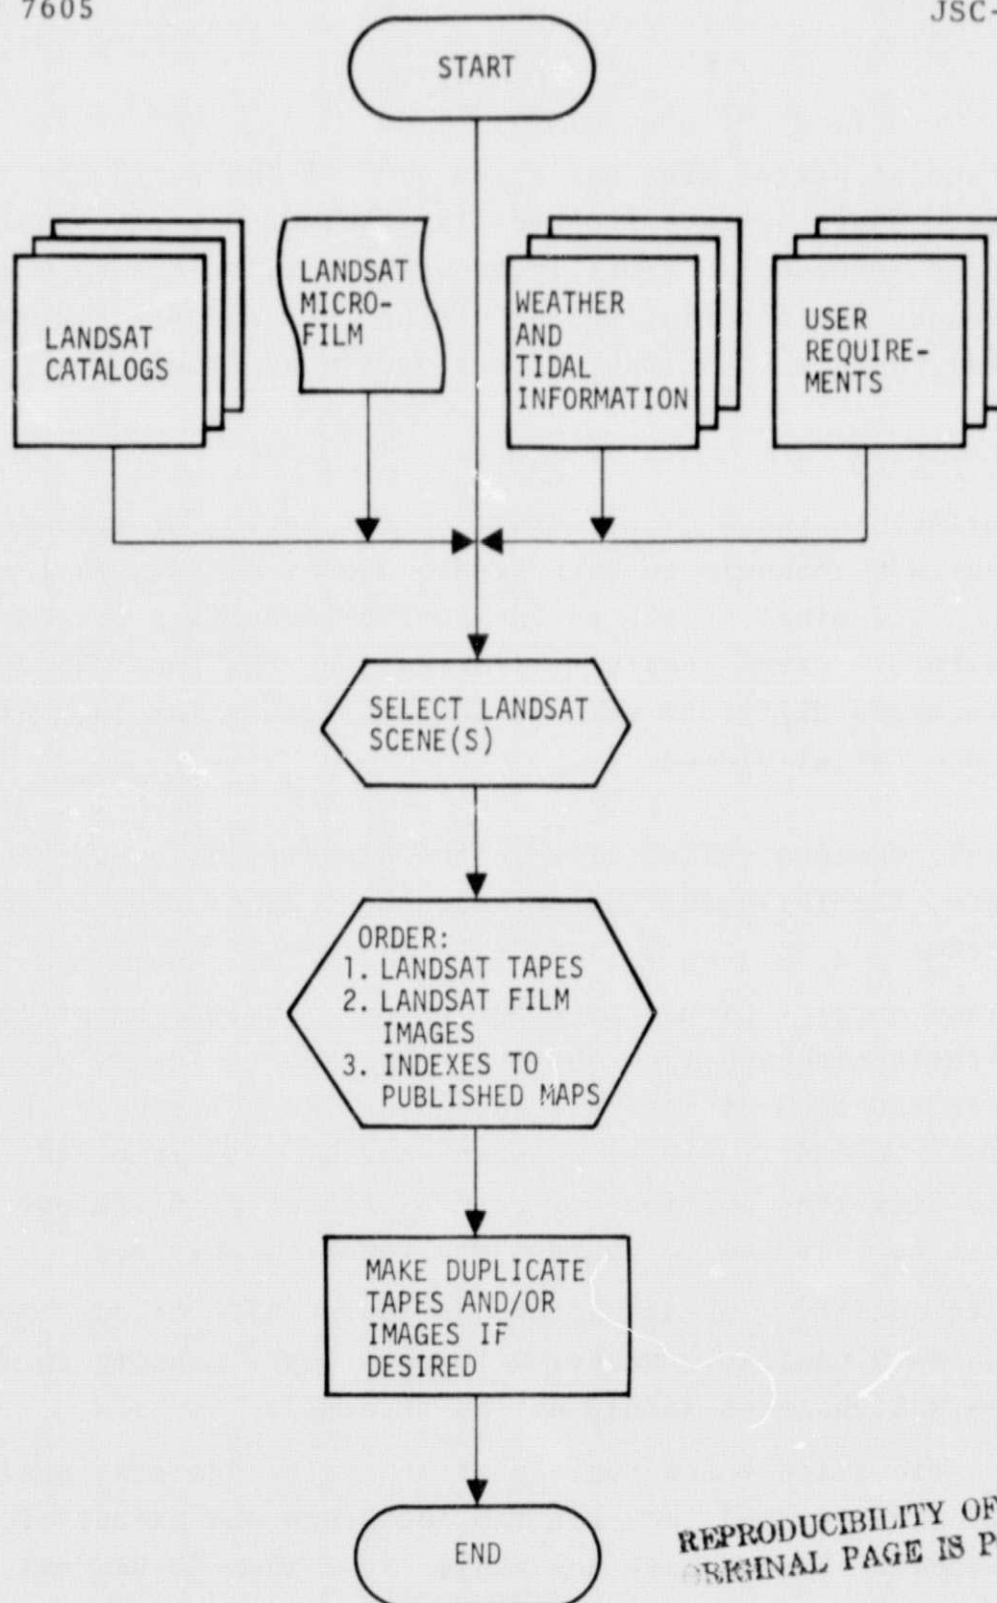 7605
JSC-
START
LANDSAT
CATALOGS
LANDSAT
MICRO-
FILM
WEATHER
AND
TIDAL
INFORMATION
USER
REQUIRE-
MENTS
SELECT LANDSAT
SCENE(S)
ORDER:
1. LANDSAT TAPES
2. LANDSAT FILM
IMAGES
3. INDEXES TO
PUBLISHED MAPS
MAKE DUPLICATE
TAPES AND/OR
IMAGES IF
DESIRED
END
REPRODUCIBILITY OF
ORIGINAL PAGE IS P